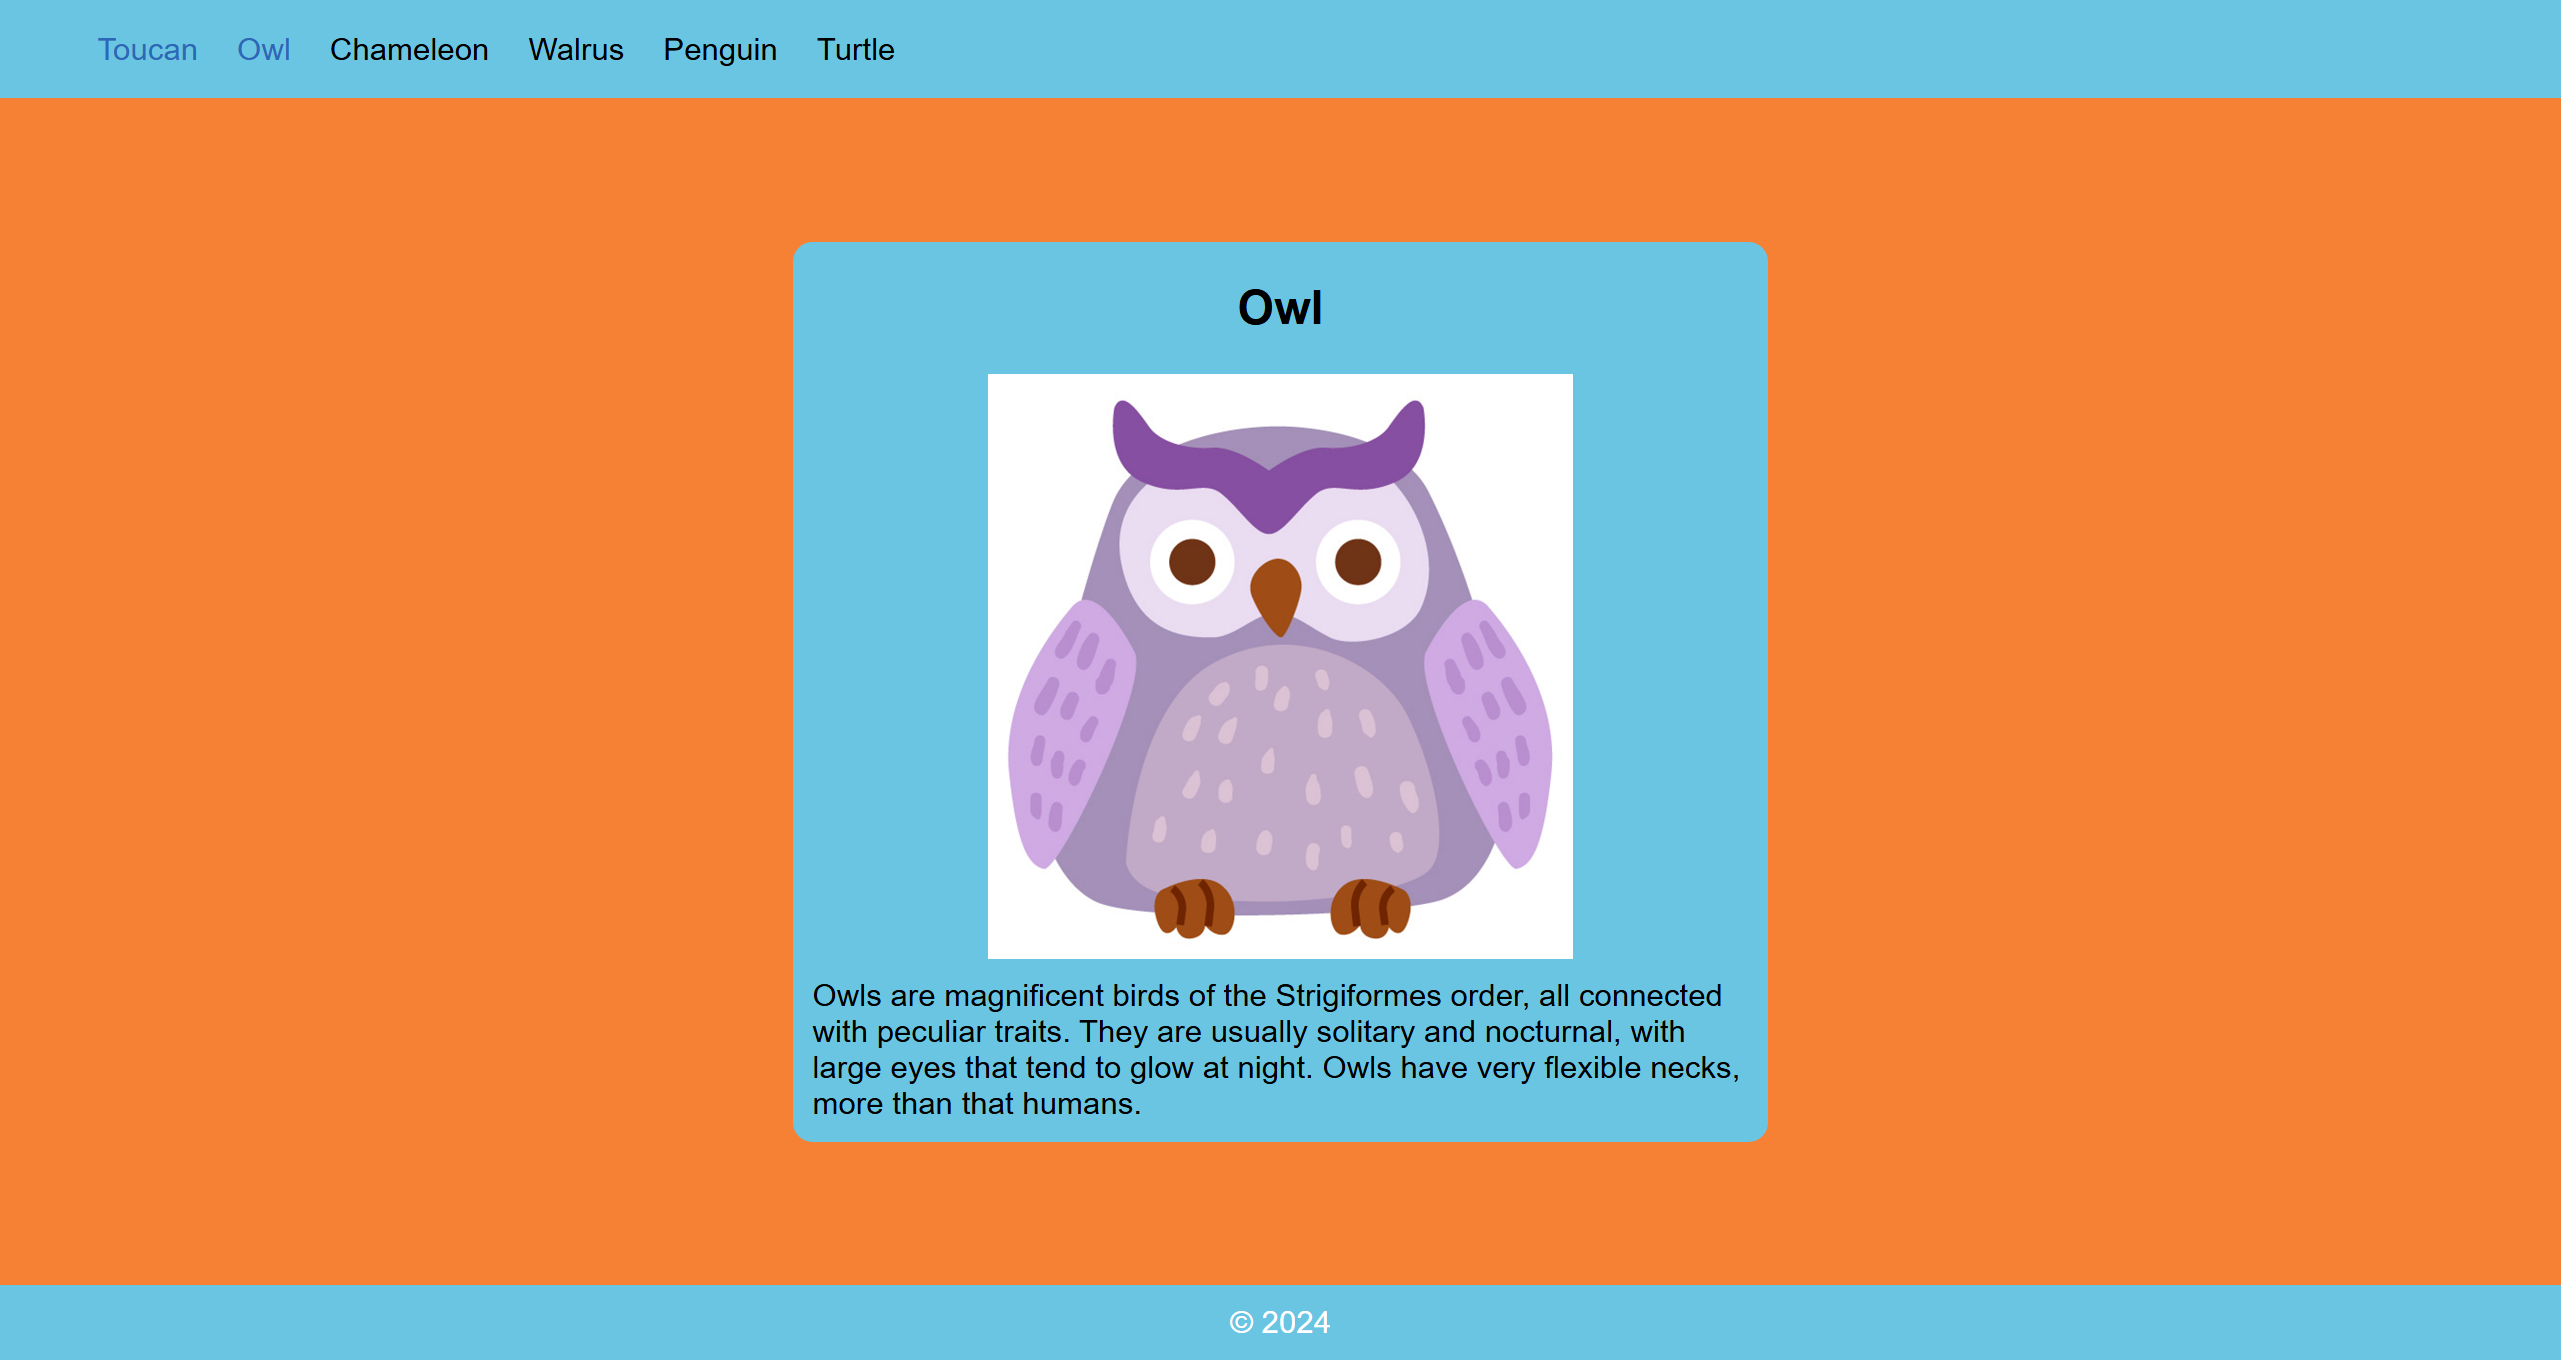 Toucan Owl Chameleon Walrus Penguin Turtle
Owl
Owls are magnificent birds of the Strigiformes order, all connected
with peculiar traits. They are usually solitary and nocturnal, with
large eyes that tend to glow at night. Owls have very flexible necks,
more than that humans.
© 2024